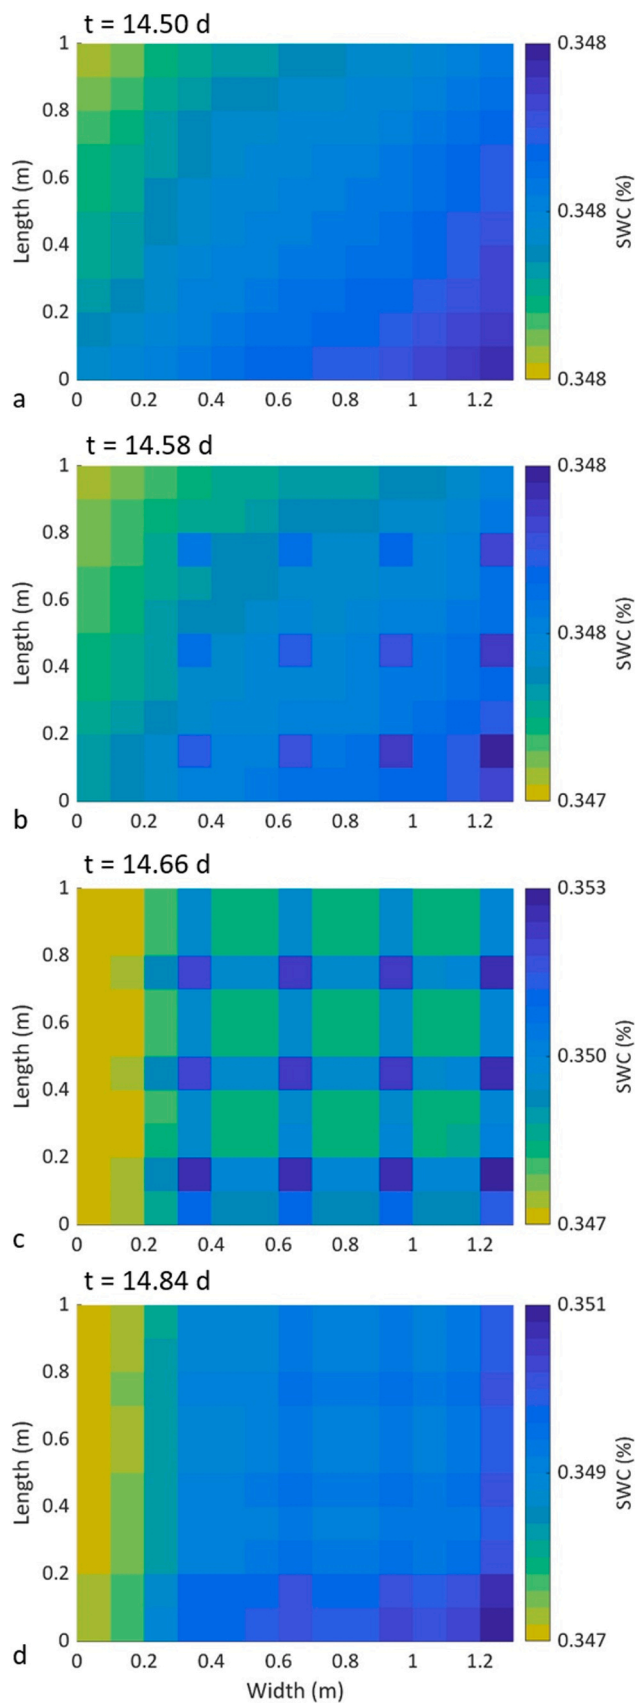 t = 14.50 d
1
0.8
0.6
0.4
0.2
0
Length (m)
0 0.2 0.4 0.6 0.8 1 1.2
0.348
0.348
0.348
SWC (%)
a
t = 14.58 d
1
0.8
0.6
0.4
0.2
0
Length (m)
0 0.2 0.4 0.6 0.8 1 1.2
0.348
0.348
0.347
SWC (%)
b
t = 14.66 d
1
0.8
0.6
0.4
0.2
0
Length (m)
0 0.2 0.4 0.6 0.8 1 1.2
0.353
0.350
0.347
SWC (%)
c
t = 14.84 d
1
0.8
0.6
0.4
0.2
0
Length (m)
0 0.2 0.4 0.6 0.8 1 1.2
Width (m)
0.351
0.349
0.347
SWC (%)
d